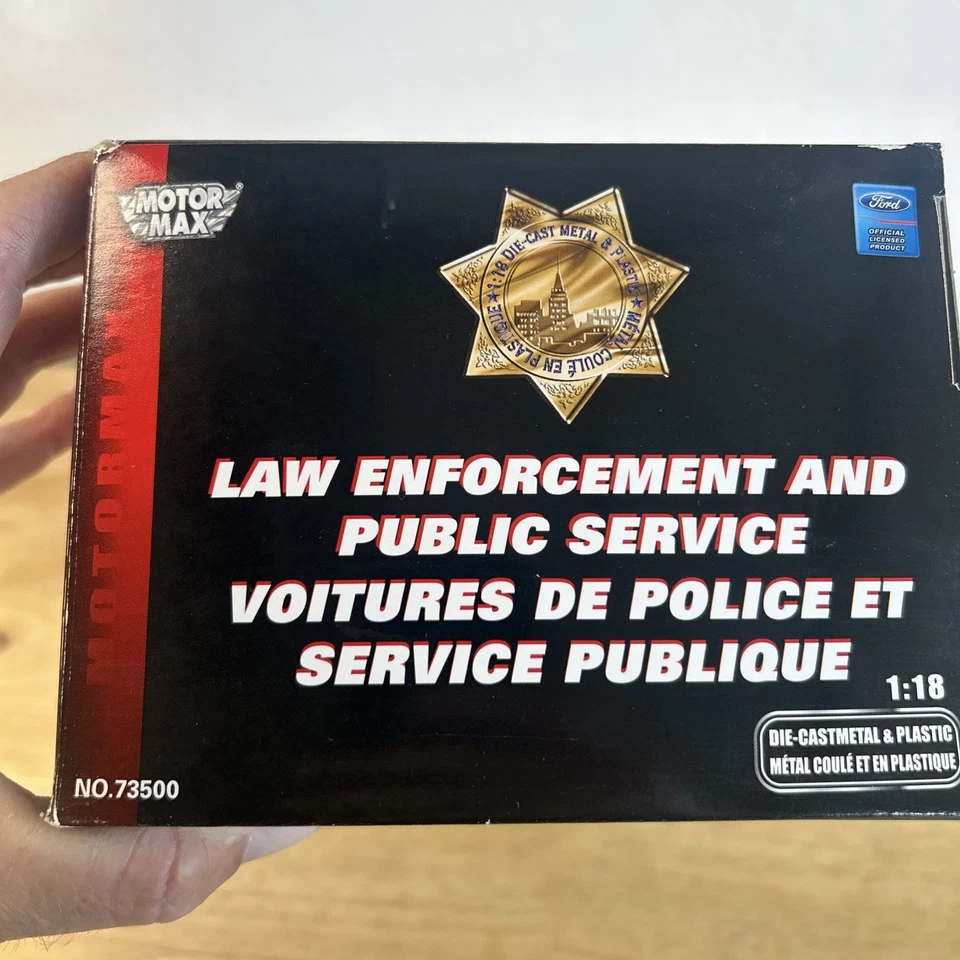 MOTOR
MAX
®
MOTORMAX
1:18 DIE-CAST METAL & PLASTIC ★ MÉTAL COULÉ EN PLASTIQUE ★
Ford
OFFICIAL
LICENSED
PRODUCT
LAW ENFORCEMENT AND
PUBLIC SERVICE
VOITURES DE POLICE ET
SERVICE PUBLIQUE
1:18
DIE-CASTMETAL & PLASTIC
MÉTAL COULÉ ET EN PLASTIQUE
NO.73500